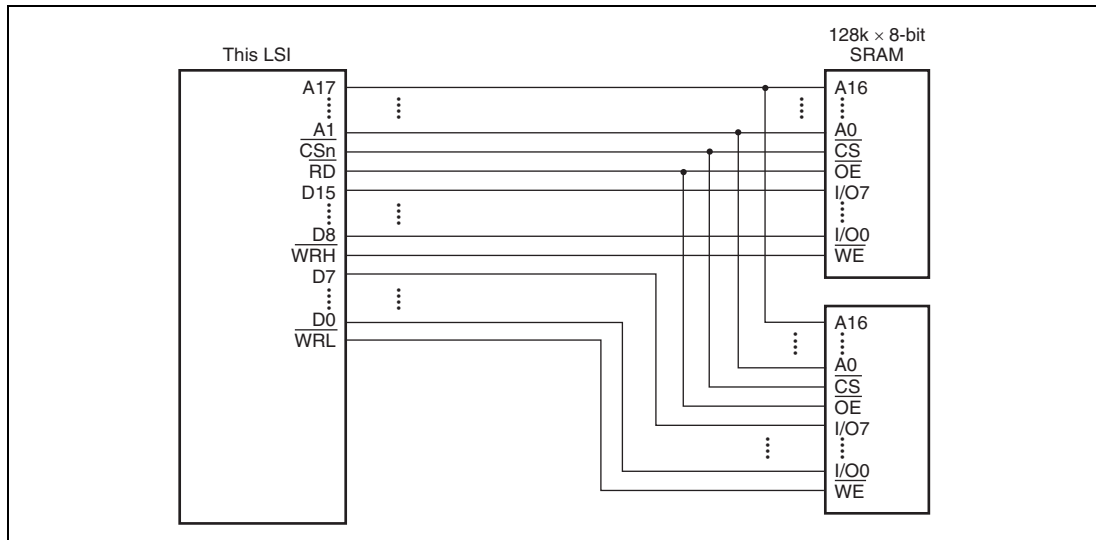 This LSI
A17
A1
CSn
RD
D15
D8
WRH
D7
D0
WRL
128k × 8-bit
SRAM
A16
A0
CS
OE
I/O7
I/O0
WE
A16
A0
CS
OE
I/O7
I/O0
WE